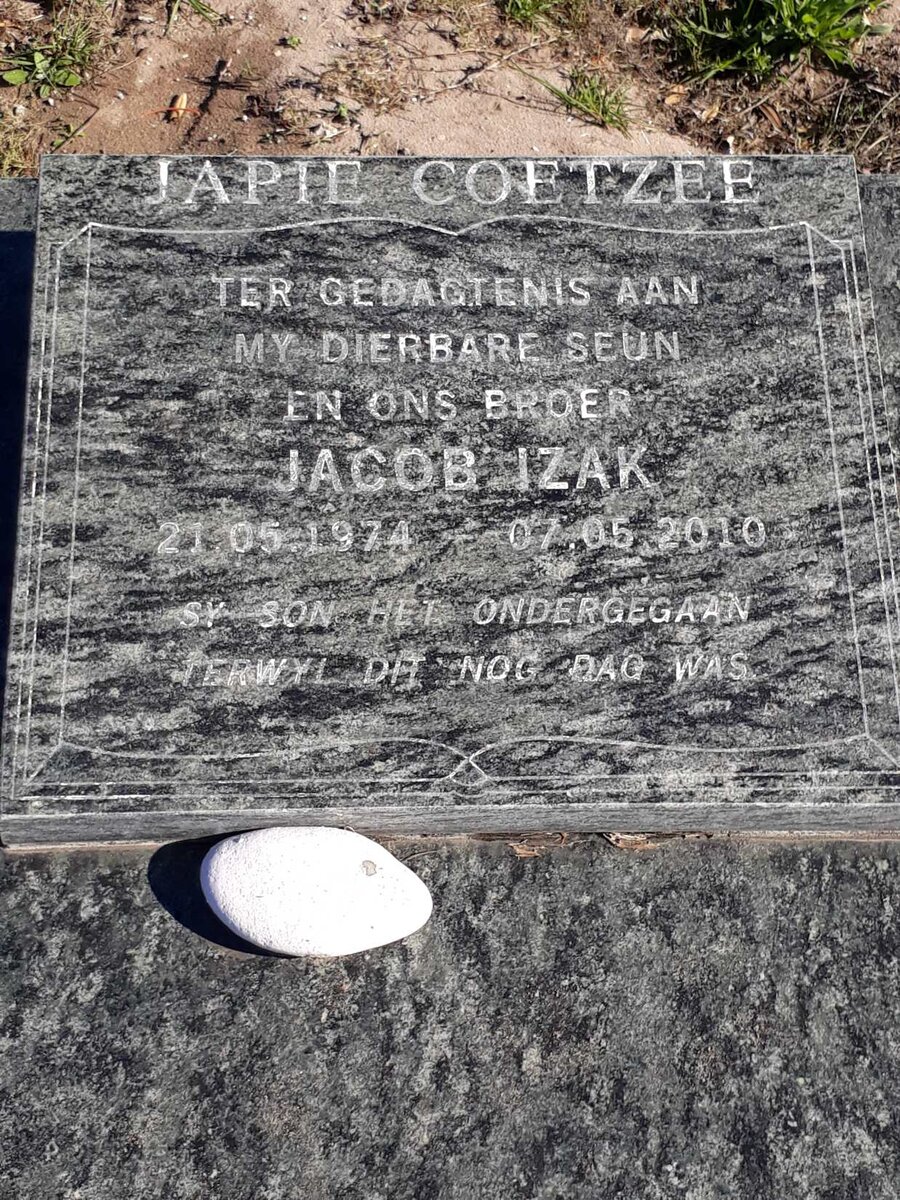 JAPIE COETZEE
TER GEDAGTENIS AAN
MY DIERBARE SEUN
EN ONS BROER
JACOB IZAK
21.05.1974 07.05.2010
SY SON HET ONDERGEGAAN
TERWYL DIT NOG DAG WAS.